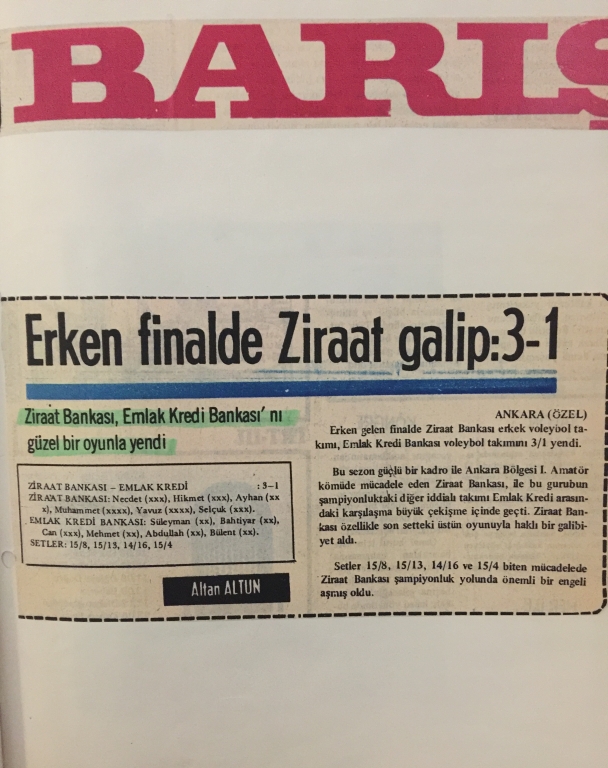 BARIŞ
Erken finalde Ziraat galip:3-1
Ziraat Bankası, Emlak Kredi Bankası' nı
güzel bir oyunla yendi
ZİRAAT BANKASI – EMLAK KREDİ : 3–1
ZİRAAT BANKASI: Necdet (xxx), Hikmet (xxx), Ayhan (xx
x), Muhammet (xxxx), Yavuz (xxxx), Selçuk (xxx).
EMLAK KREDİ BANKASI: Süleyman (xx), Bahtiyar (xx),
Can (xxx), Mehmet (xx), Abdullah (xx), Bülent (xx).
SETLER: 15/8, 15/13, 14/16, 15/4
Altan ALTUN
ANKARA (ÖZEL)
Erken gelen finalde Ziraat Bankası erkek voleybol ta-
kımı, Emlak Kredi Bankası voleybol takımını 3/1 yendi.
Bu sezon güçlü bir kadro ile Ankara Bölgesi I. Amatör
kümede mücadele eden Ziraat Bankası, ile bu gurubun
şampiyonluktaki diğer iddialı takımı Emlak Kredi arasın-
daki karşılaşma büyük çekişme içinde geçti. Ziraat Ban-
kası özellikle son setteki üstün oyunuyla haklı bir galibi-
yet aldı.
Setler 15/8, 15/13, 14/16 ve 15/4 biten mücadelede
Ziraat Bankası şampiyonluk yolunda önemli bir engeli
aşmış oldu.